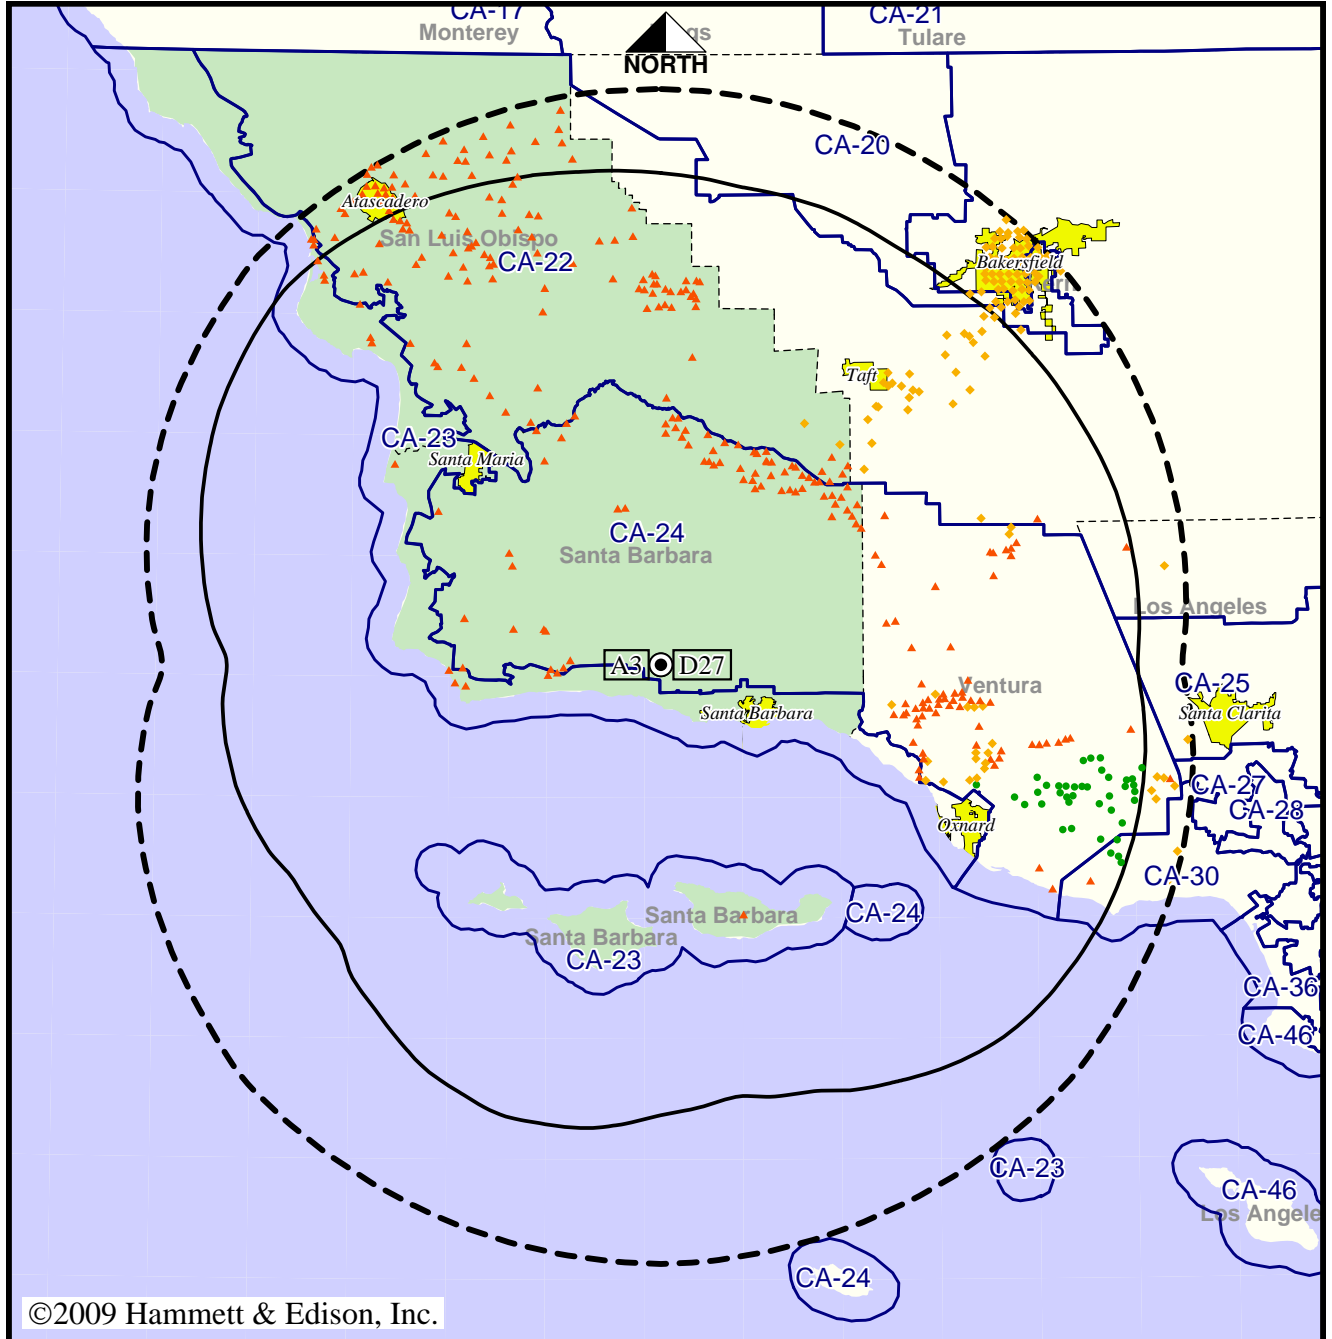 CA-17
Monterey
CA-21
Tulare
NORTH
CA-20
Atascadero
San Luis Obispo
CA-22
Bakersfield
Taft
CA-23
Santa Maria
CA-24
Santa Barbara
Los Angeles
A3
D27
Ventura
CA-25
Santa Barbara
Santa Clarita
CA-27
CA-28
Oxnard
CA-30
Santa Barbara
CA-24
Santa Barbara
CA-23
CA-36
CA-46
CA-23
CA-46
Los Angele
CA-24
©2009 Hammett & Edison, Inc.